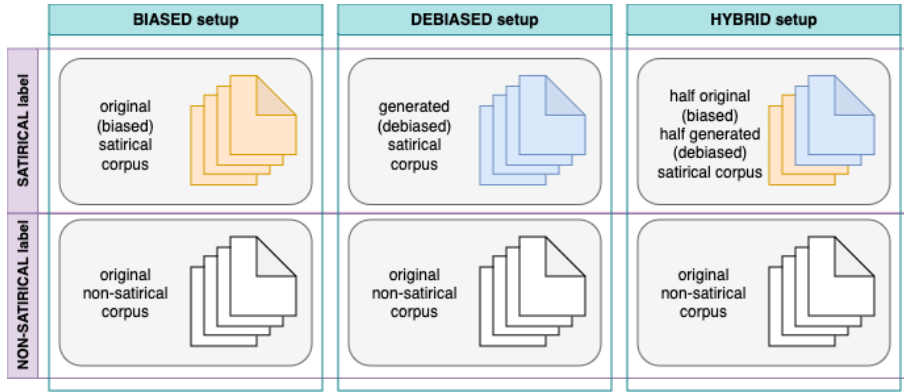 BIASED setup
DEBIASED setup
HYBRID setup
SATIRICAL label
original
(biased)
satirical
corpus
generated
(debiased)
satirical
corpus
half original
(biased)
half generated
(debiased)
satirical corpus
NON-SATIRICAL label
original
non-satirical
corpus
original
non-satirical
corpus
original
non-satirical
corpus